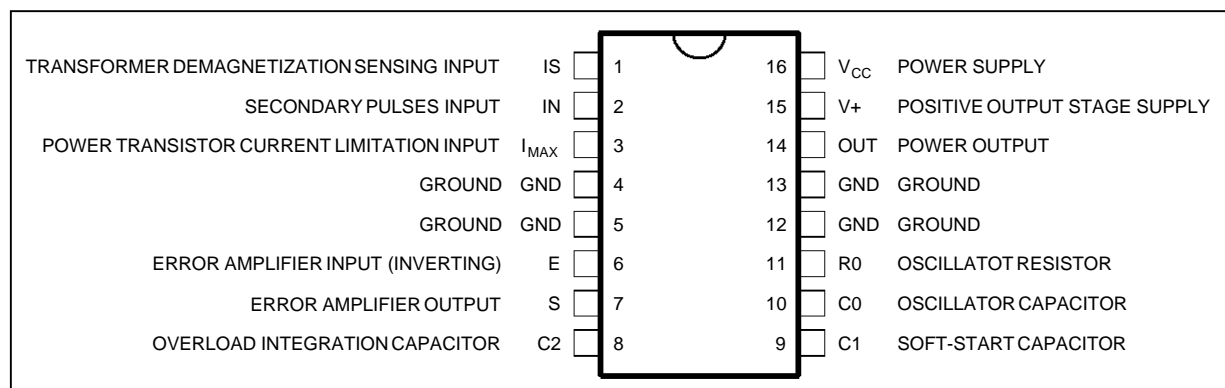 TRANSFORMER DEMAGNETIZATION SENSING INPUT IS 1 16 VCC POWER SUPPLY
SECONDARY PULSES INPUT IN 2 15 V+ POSITIVE OUTPUT STAGE SUPPLY
POWER TRANSISTOR CURRENT LIMITATION INPUT IMAX 3 14 OUT POWER OUTPUT
GROUND GND 4 13 GND GROUND
GROUND GND 5 12 GND GROUND
ERROR AMPLIFIER INPUT (INVERTING) E 6 11 R0 OSCILLATOT RESISTOR
ERROR AMPLIFIER OUTPUT S 7 10 C0 OSCILLATOR CAPACITOR
OVERLOAD INTEGRATION CAPACITOR C2 8 9 C1 SOFT-START CAPACITOR